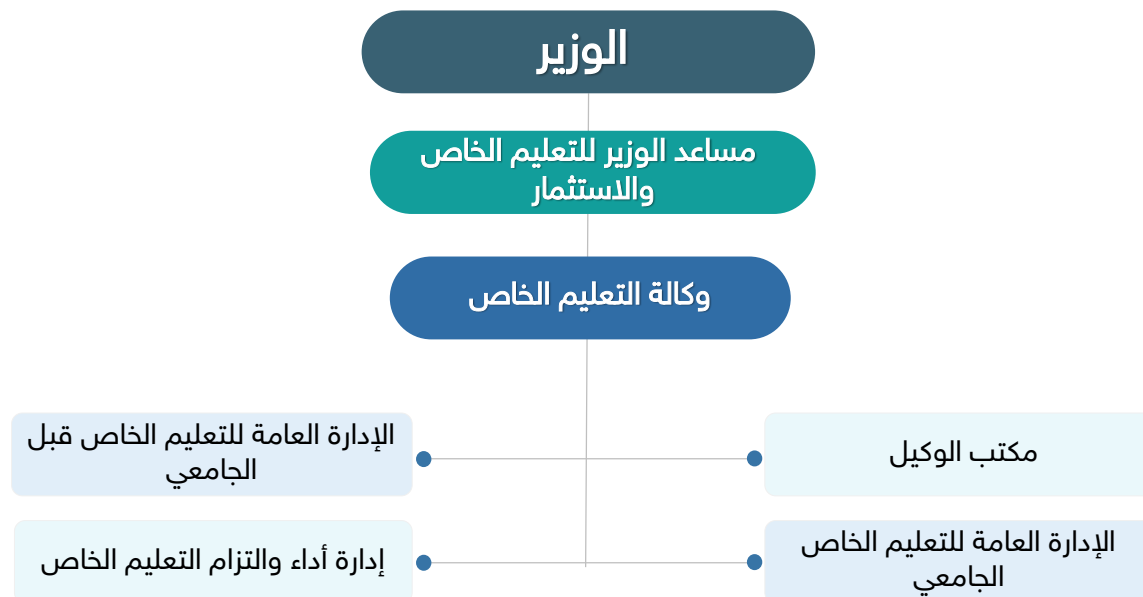 الوزير
مساعد الوزير للتعليم الخاص
والاستثمار
وكالة التعليم الخاص
مكتب الوكيل
الإدارة العامة للتعليم الخاص قبل
الجامعي
الإدارة العامة للتعليم الخاص
الجامعي
إدارة أداء والتزام التعليم الخاص